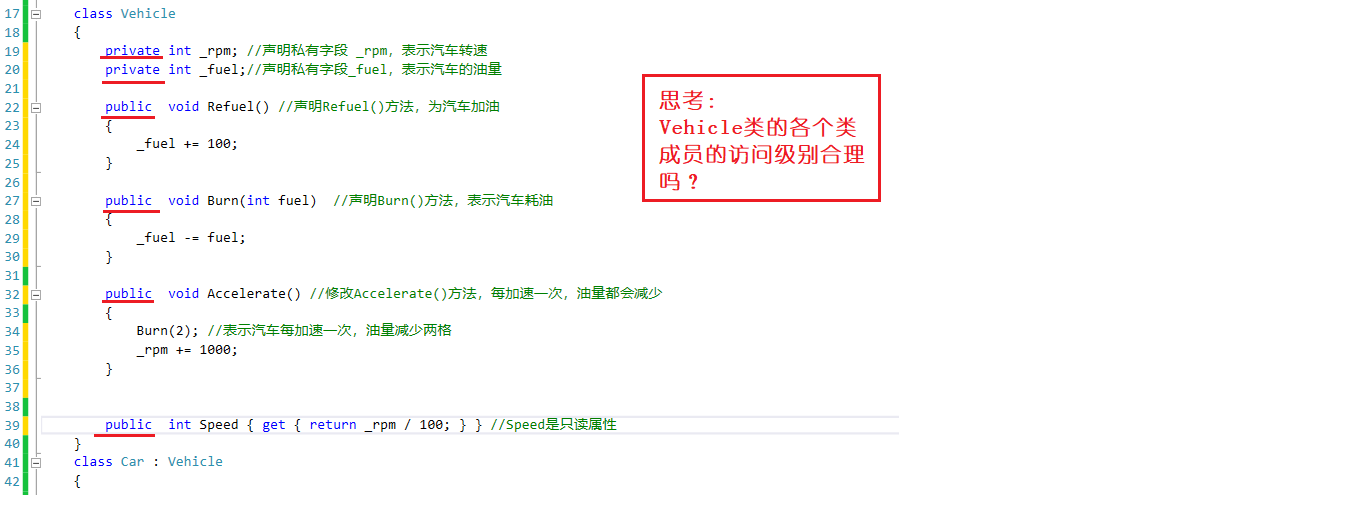 17 class Vehicle
18 {
19 private int _rpm; //声明私有字段 _rpm，表示汽车转速
20 private int _fuel;//声明私有字段_fuel，表示汽车的油量
21
22 public void Refuel() //声明Refuel()方法，为汽车加油
23 {
24 _fuel += 100;
25 }
26
27 public void Burn(int fuel) //声明Burn()方法，表示汽车耗油
28 {
29 _fuel -= fuel;
30 }
31
32 public void Accelerate() //修改Accelerate()方法，每加速一次，油量都会减少
33 {
34 Burn(2); //表示汽车每加速一次，油量减少两格
35 _rpm += 1000;
36 }
37
38
39 public int Speed { get { return _rpm / 100; } } //Speed是只读属性
40 }
41 class Car : Vehicle
42 {
思考：
Vehicle类的各个类
成员的访问级别合理
吗？